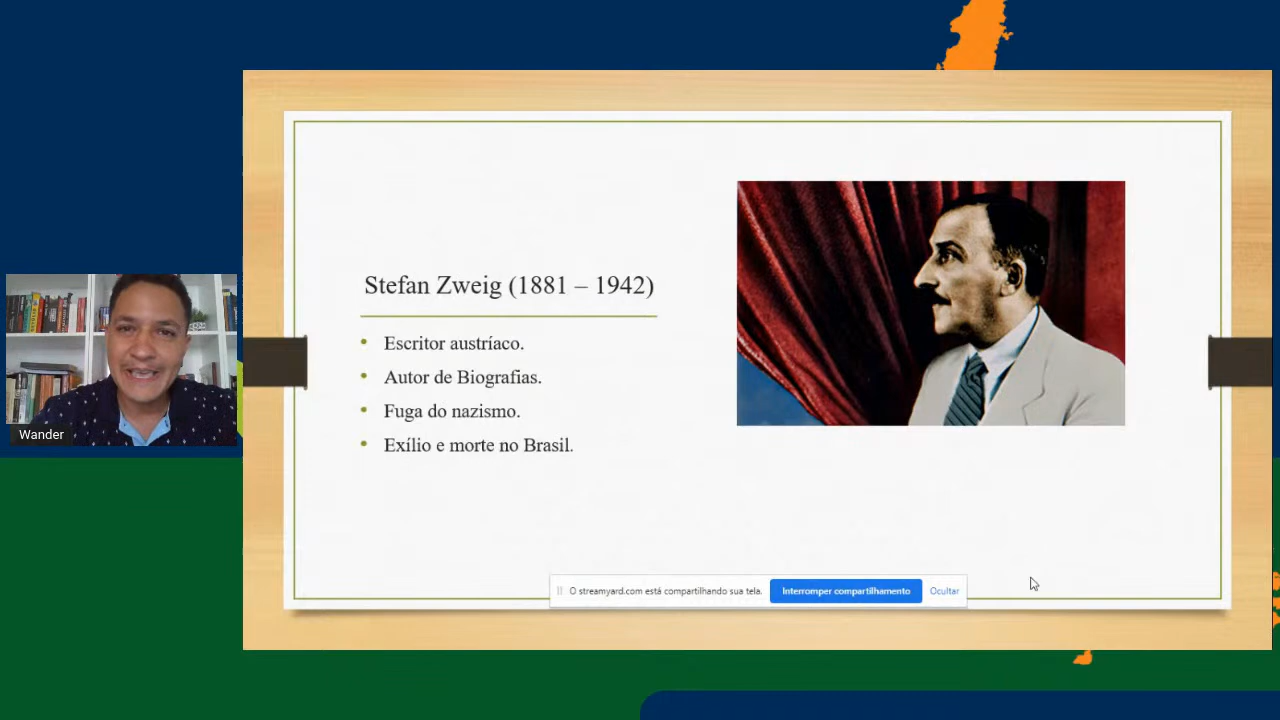 Stefan Zweig (1881 – 1942)
• Escritor austríaco.
• Autor de Biografias.
• Fuga do nazismo.
• Exílio e morte no Brasil.
Wander
O streamyard.com está compartilhando sua tela. Interromper compartilhamento Ocultar